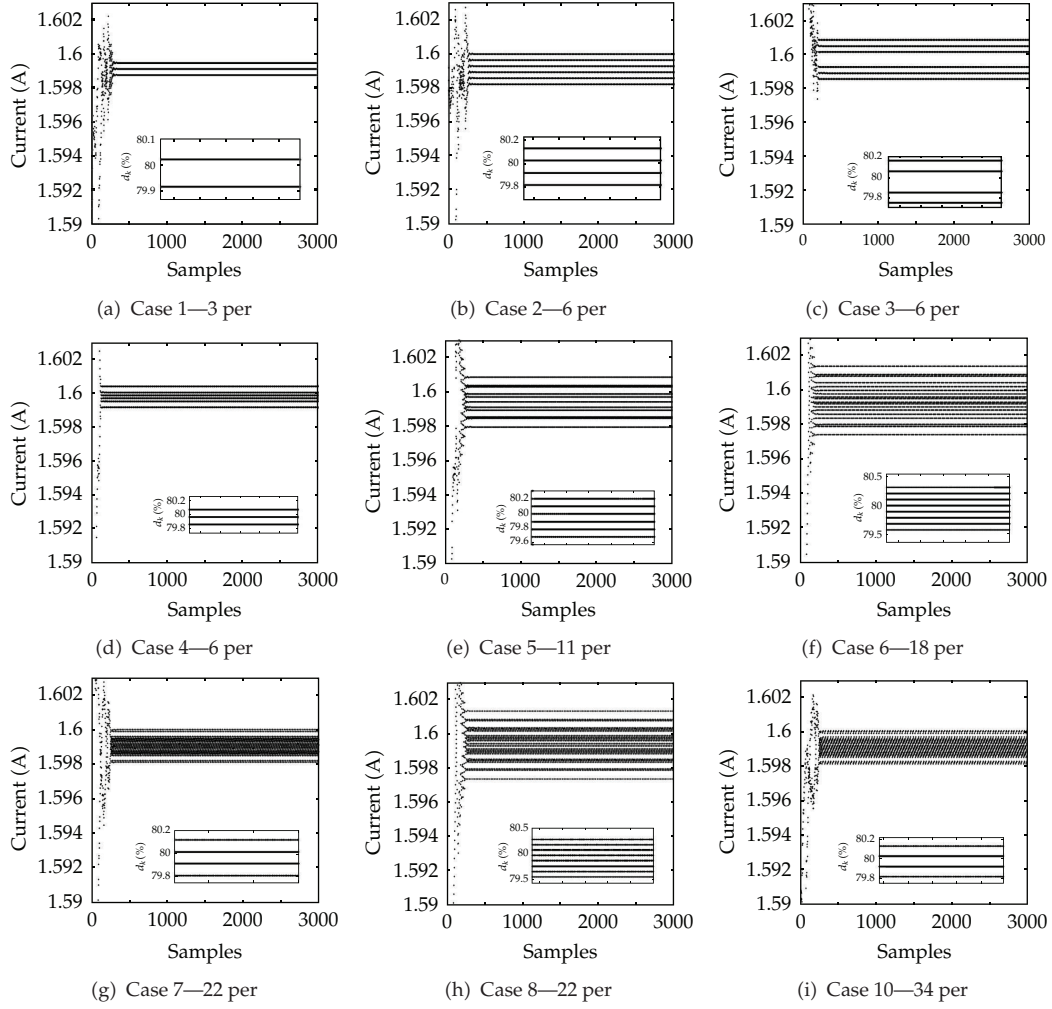 1.602
1.6
1.598
1.596
1.594
1.592
1.59
Current (A)
80.1
80
79.9
d_k (%)
0 1000 2000 3000
Samples
(a) Case 1—3 per
1.602
1.6
1.598
1.596
1.594
1.592
1.59
Current (A)
80.2
80
79.8
d_k (%)
0 1000 2000 3000
Samples
(b) Case 2—6 per
1.602
1.6
1.598
1.596
1.594
1.592
1.59
Current (A)
80.2
80
79.8
d_k (%)
0 1000 2000 3000
Samples
(c) Case 3—6 per
1.602
1.6
1.598
1.596
1.594
1.592
1.59
Current (A)
80.2
80
79.8
d_k (%)
0 1000 2000 3000
Samples
(d) Case 4—6 per
1.602
1.6
1.598
1.596
1.594
1.592
1.59
Current (A)
80.2
80
79.8
79.6
d_k (%)
0 1000 2000 3000
Samples
(e) Case 5—11 per
1.602
1.6
1.598
1.596
1.594
1.592
1.59
Current (A)
80.5
80
79.5
d_k (%)
0 1000 2000 3000
Samples
(f) Case 6—18 per
1.602
1.6
1.598
1.596
1.594
1.592
1.59
Current (A)
80.2
80
79.8
d_k (%)
0 1000 2000 3000
Samples
(g) Case 7—22 per
1.602
1.6
1.598
1.596
1.594
1.592
1.59
Current (A)
80.5
80
79.5
d_k (%)
0 1000 2000 3000
Samples
(h) Case 8—22 per
1.602
1.6
1.598
1.596
1.594
1.592
1.59
Current (A)
80.2
80
79.8
d_k (%)
0 1000 2000 3000
Samples
(i) Case 10—34 per